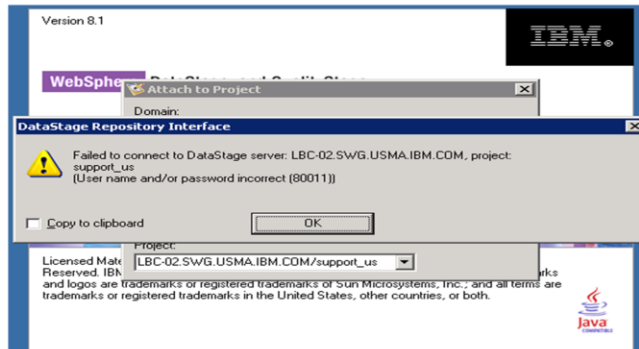 Version 8.1
IBM®
WebSphe
Attach to Project
Domain:
DataStage Repository Interface
Failed to connect to DataStage server: LBC-02.SWG.USMA.IBM.COM, project:
support_us
(User name and/or password incorrect (80011))
Copy to clipboard
OK
Project:
LBC-02.SWG.USMA.IBM.COM/support_us
Licensed Mate
Reserved. IBM
rks
and logos are trademarks or registered trademarks of Sun Microsystems, Inc.; and all terms are
trademarks or registered trademarks in the United States, other countries, or both.
Java
COMPATIBLE